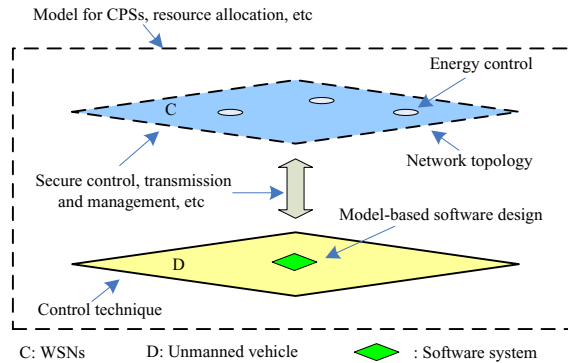 Model for CPSs, resource allocation, etc
Energy control
C
Network topology
Secure control, transmission
and management, etc
Model-based software design
D
Control technique
C: WSNs D: Unmanned vehicle : Software system